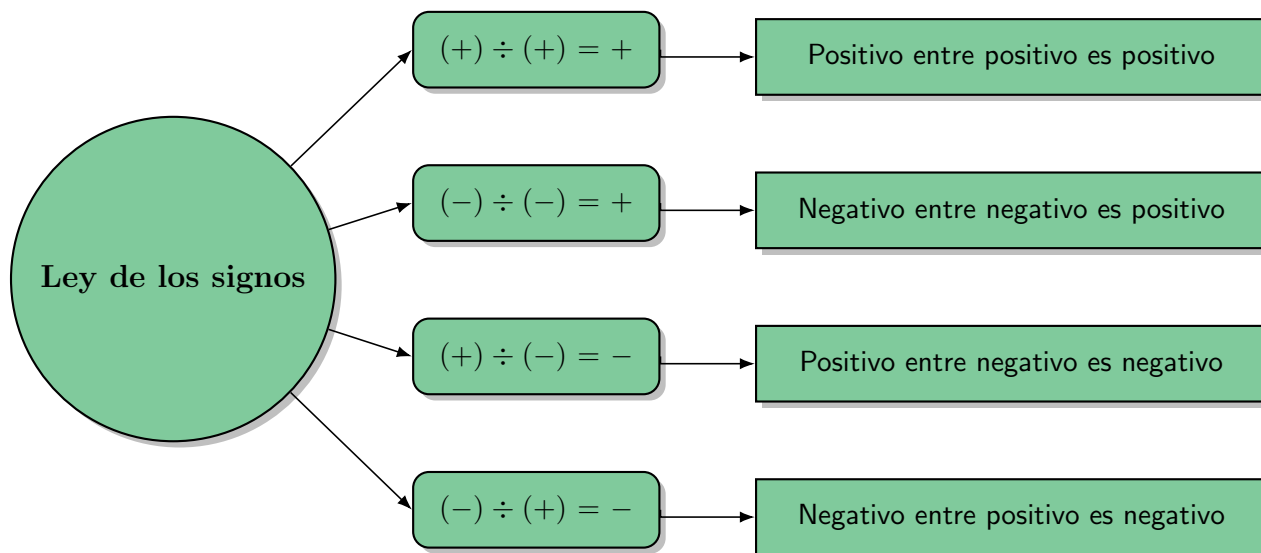 Ley de los signos
(+) ÷ (+) = +
Positivo entre positivo es positivo
(−) ÷ (−) = +
Negativo entre negativo es positivo
(+) ÷ (−) = −
Positivo entre negativo es negativo
(−) ÷ (+) = −
Negativo entre positivo es negativo